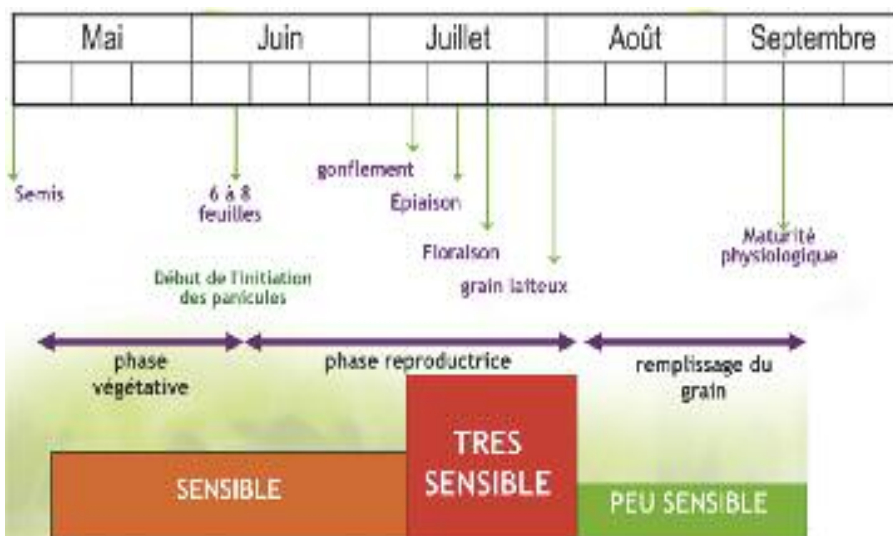 Mai Juin Juillet Août Septembre
Semis
6 à 8
feuilles
gonflement
Épiaison
Floraison
grain laiteux
Maturité
physiologique
Début de l'initiation
des panicules
phase
végétative
phase reproductrice
remplissage du
grain
SENSIBLE
TRES
SENSIBLE
PEU SENSIBLE